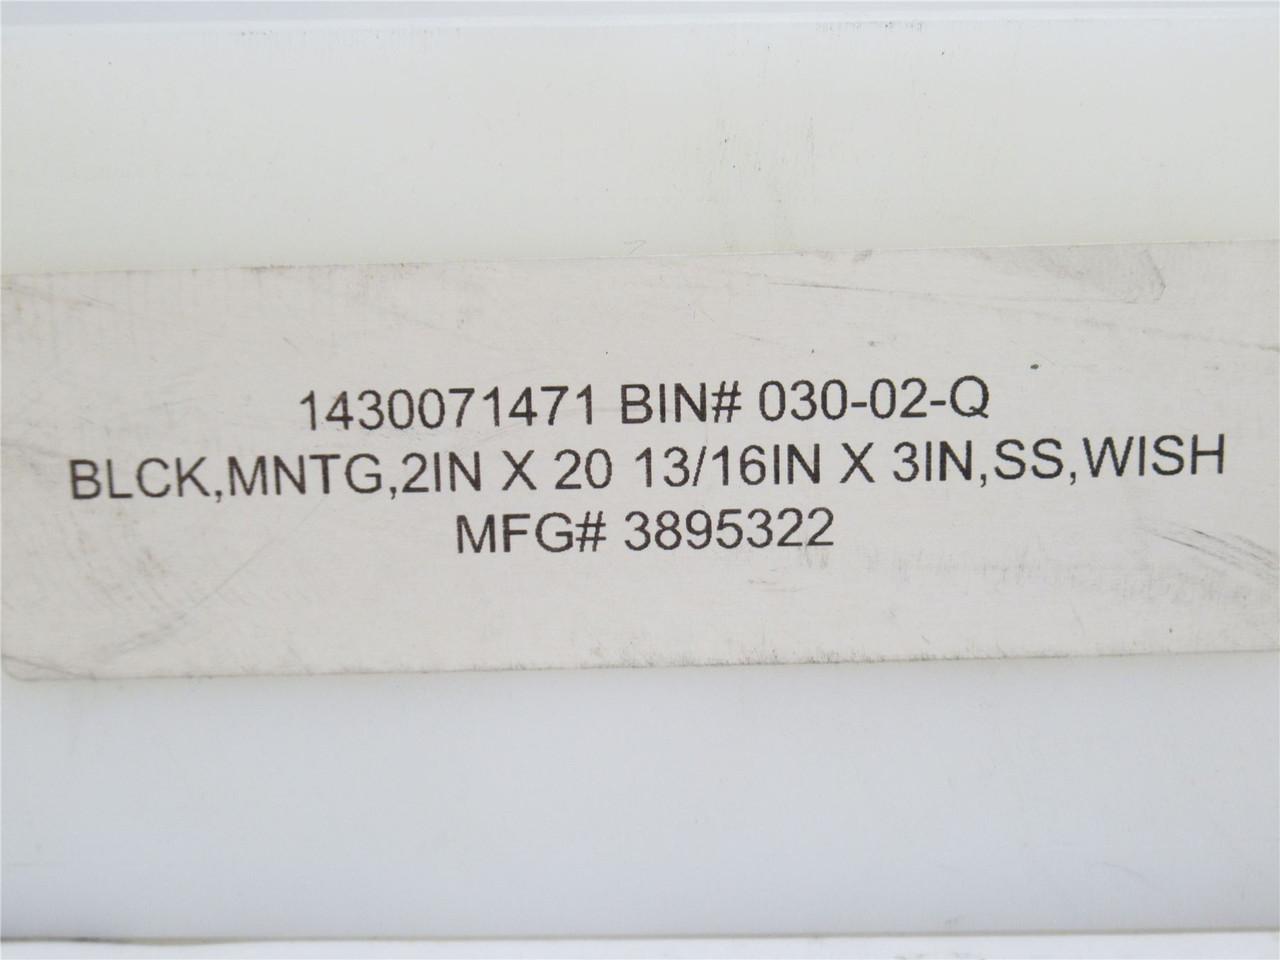 1430071471 BIN# 030-02-Q
BLCK,MNTG,2IN X 20 13/16IN X 3IN,SS,WISH
MFG# 3895322